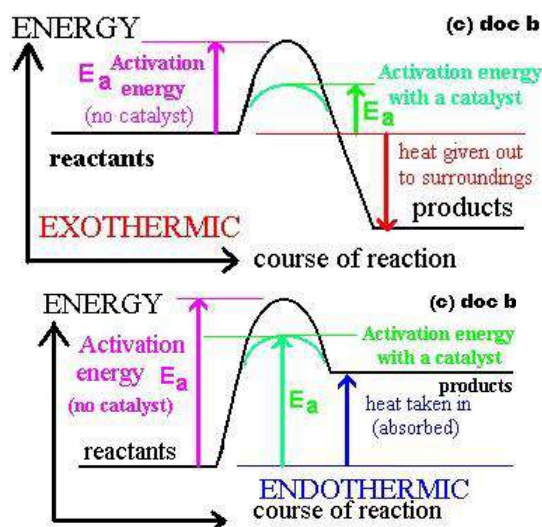 ENERGY
(c) doc b
Ea Activation
energy
(no catalyst)
Activation energy
with a catalyst
Ea
reactants
heat given out
to surroundings
products
EXOTHERMIC
course of reaction
ENERGY
(c) doc b
Activation
energy Ea
(no catalyst)
Activation energy
with a catalyst
products
Ea
heat taken in
(absorbed)
reactants
ENDOTHERMIC
course of reaction